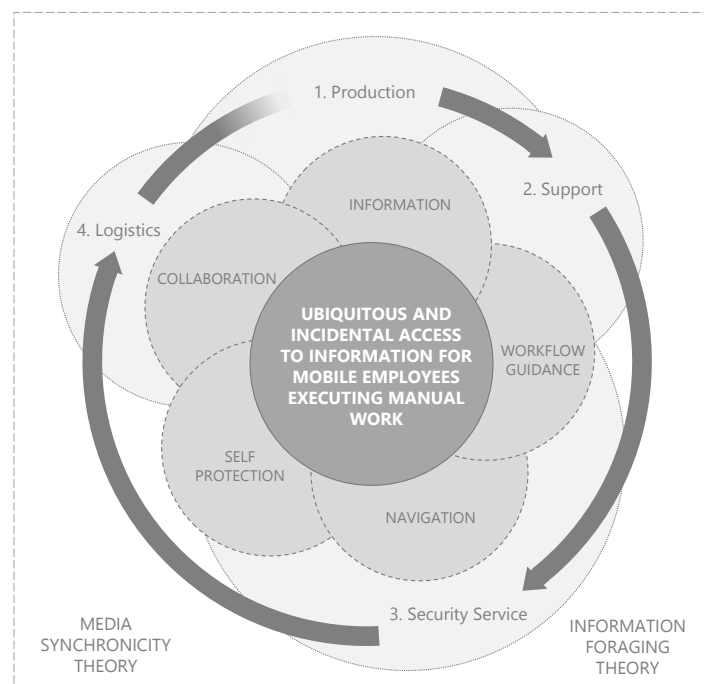 1. Production
2. Support
INFORMATION
4. Logistics
COLLABORATION
UBIQUITOUS AND
INCIDENTAL ACCESS
TO INFORMATION FOR
MOBILE EMPLOYEES
EXECUTING MANUAL
WORK
WORKFLOW
GUIDANCE
SELF
PROTECTION
NAVIGATION
3. Security Service
MEDIA
SYNCHRONICITY
THEORY
INFORMATION
FORAGING
THEORY